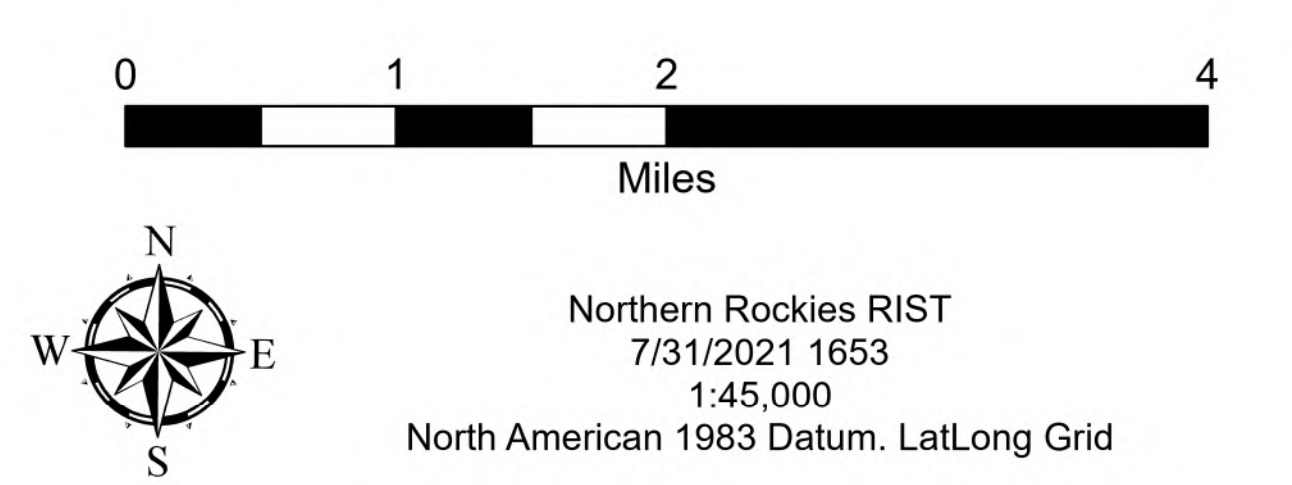 0 1 2 4
Miles
N
W E
S
Northern Rockies RIST
7/31/2021 1653
1:45,000
North American 1983 Datum. LatLong Grid